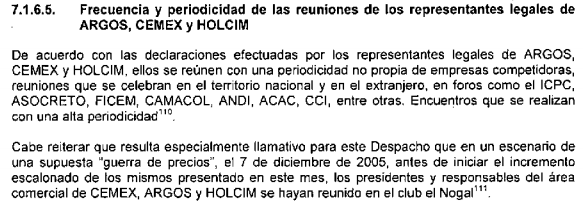 7.1.6.5. Frecuencia y periodicidad de las reuniones de los representantes legales de
ARGOS, CEMEX y HOLCIM
De acuerdo con las declaraciones efectuadas por los representantes legales de ARGOS,
CEMEX y HOLCIM, ellos se reúnen con una periodicidad no propia de empresas competidoras,
reuniones que se celebran en el territorio nacional y en el extranjero, en foros como el ICPC,
ASOCRETO, FICEM, CAMACOL, ANDI, ACAC, CCI, entre otras. Encuentros que se realizan
con una alta periodicidad110.
Cabe reiterar que resulta especialmente llamativo para este Despacho que en un escenario de
una supuesta "guerra de precios", el 7 de diciembre de 2005, antes de iniciar el incremento
escalonado de los mismos presentado en este mes, los presidentes y responsables del área
comercial de CEMEX, ARGOS y HOLCIM se hayan reunido en el club el Nogal111.